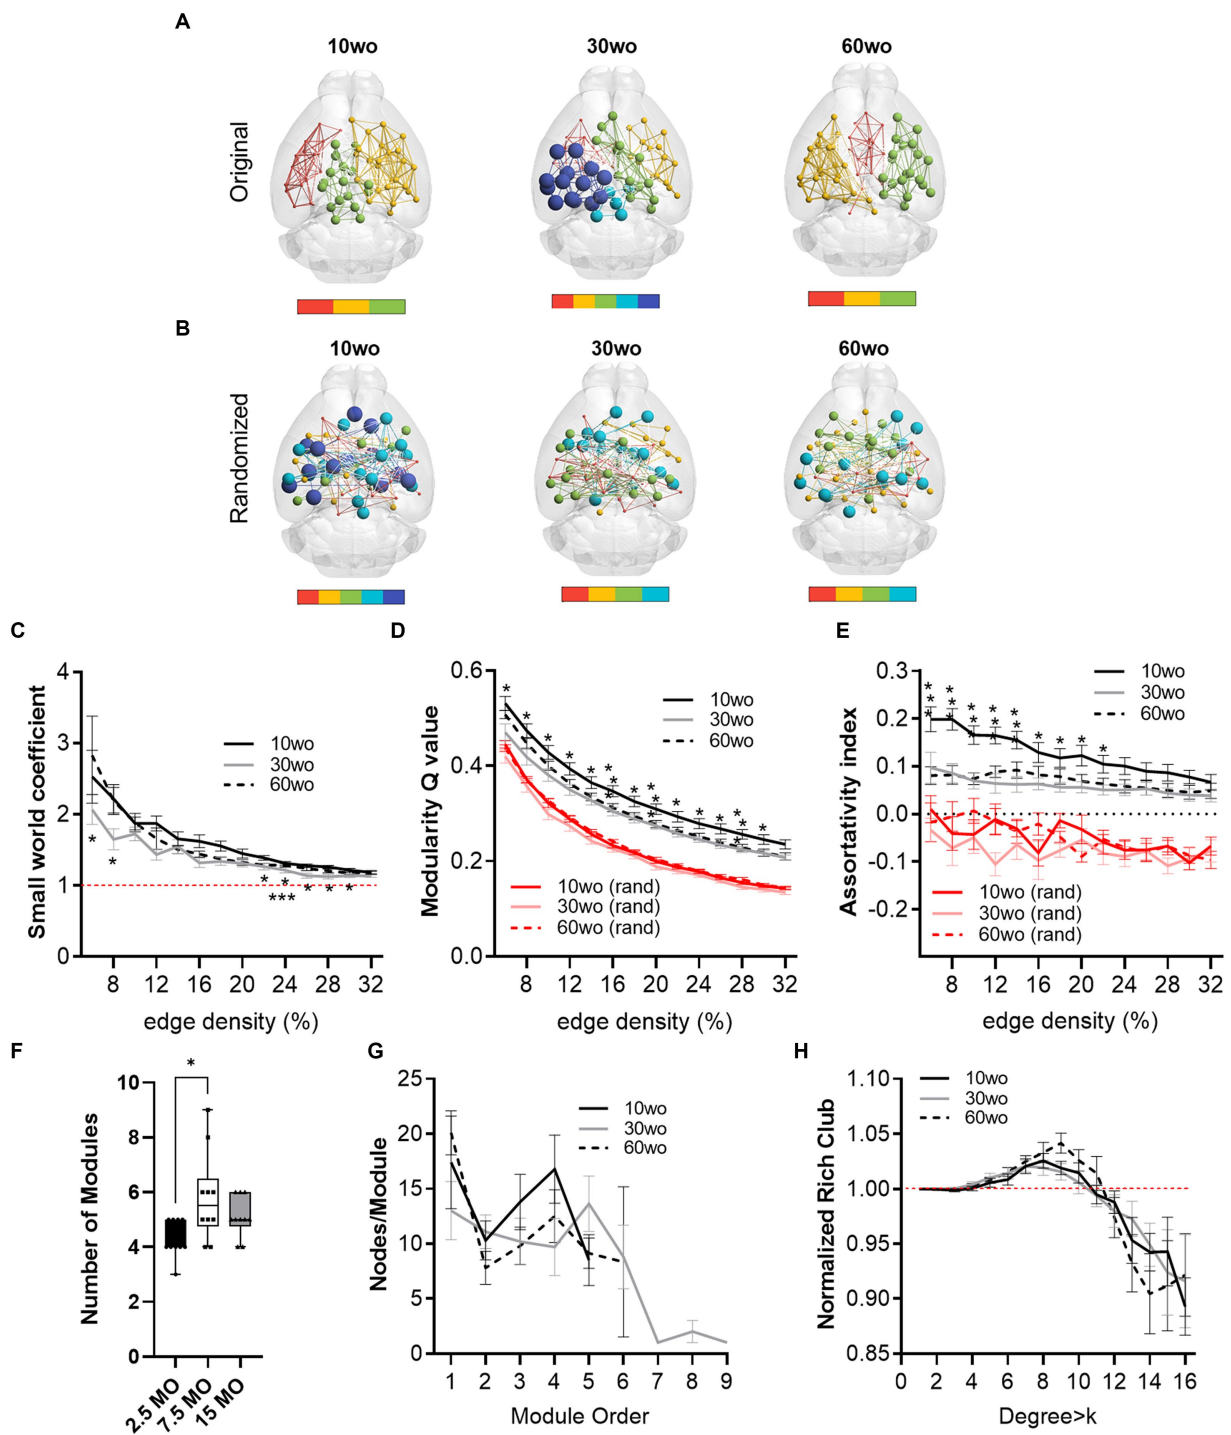 A
10wo 30wo 60wo
Original
B
10wo 30wo 60wo
Randomized
C
Small world coefficient
4
3
2
1
0
10wo
30wo
60wo
*
*
* * * * *
***
8 12 16 20 24 28 32
edge density (%)
D
Modularity Q value
0.6
0.4
0.2
0.0
10wo
30wo
60wo
10wo (rand)
30wo (rand)
60wo (rand)
8 12 16 20 24 28 32
edge density (%)
E
Assortativity index
0.3
0.2
0.1
0.0
-0.1
-0.2
10wo
30wo
60wo
10wo (rand)
30wo (rand)
60wo (rand)
8 12 16 20 24 28 32
edge density (%)
F
Number of Modules
10
8
6
4
2
0
*
2.5 MO
7.5 MO
15 MO
G
Nodes/Module
25
20
15
10
5
0
10wo
30wo
60wo
1 2 3 4 5 6 7 8 9
Module Order
H
Normalized Rich Club
1.10
1.05
1.00
0.95
0.90
0.85
10wo
30wo
60wo
0 2 4 6 8 10 12 14 16
Degree>k